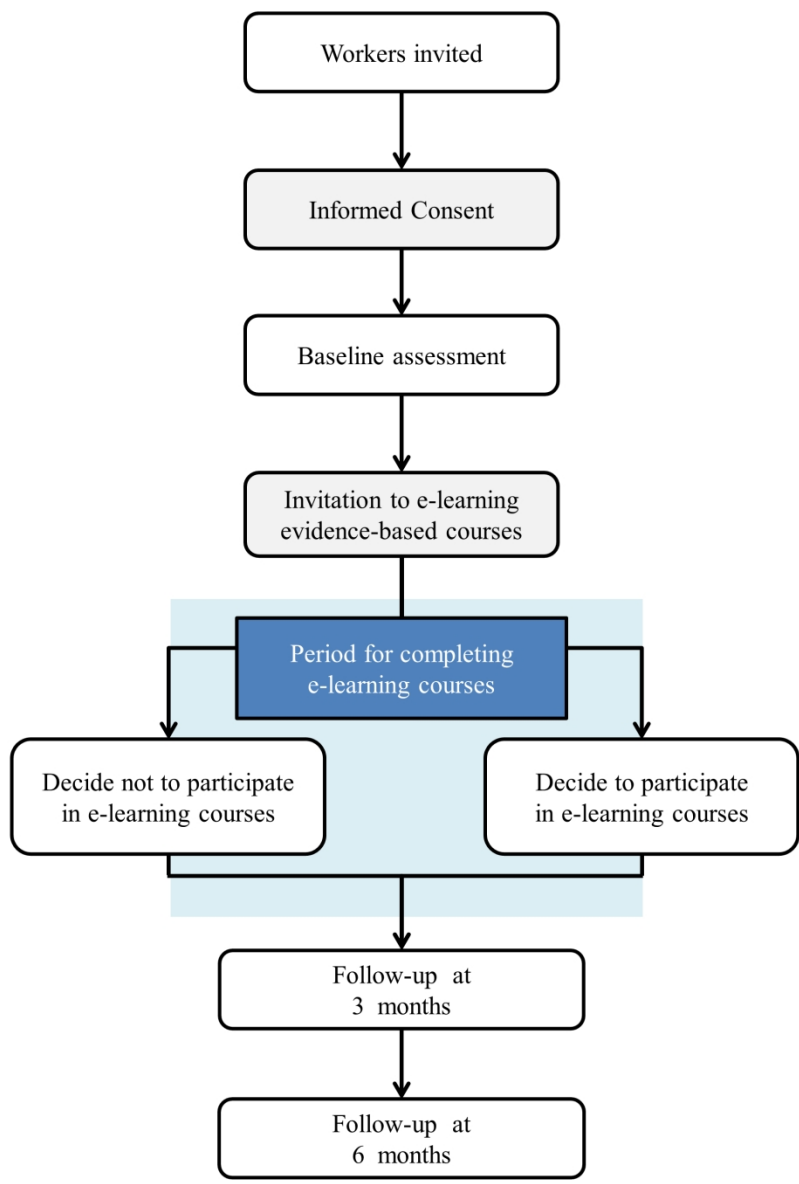 Workers invited
Informed Consent
Baseline assessment
Invitation to e-learning
evidence-based courses
Period for completing
e-learning courses
Decide not to participate
in e-learning courses
Decide to participate
in e-learning courses
Follow-up at
3 months
Follow-up at
6 months